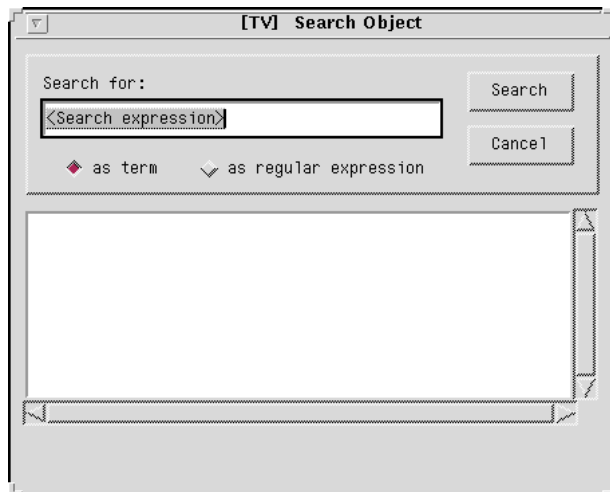 [TV] Search Object
Search for:
Search
<Search expression>
Cancel
as term
as regular expression